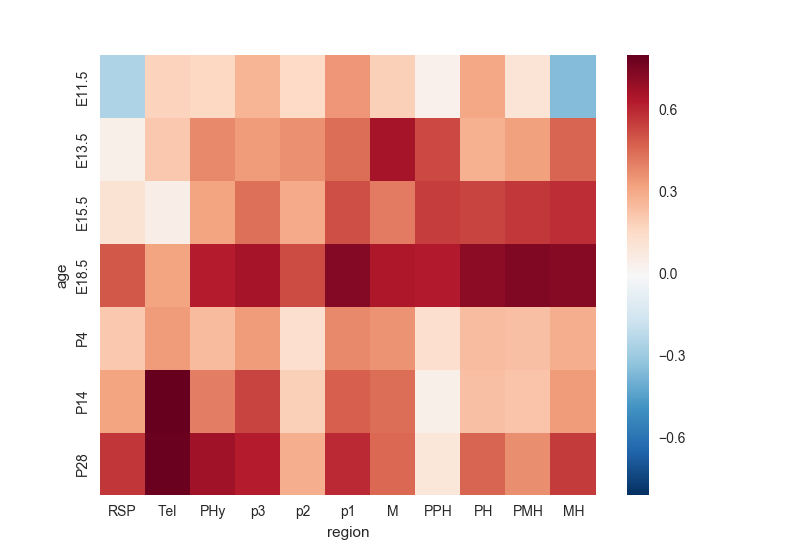 E11.5
E13.5
E15.5
E18.5
P4
P14
P28
age
RSP Tel PHy p3 p2 p1 M PPH PH PMH MH
region
0.6
0.3
0.0
−0.3
−0.6